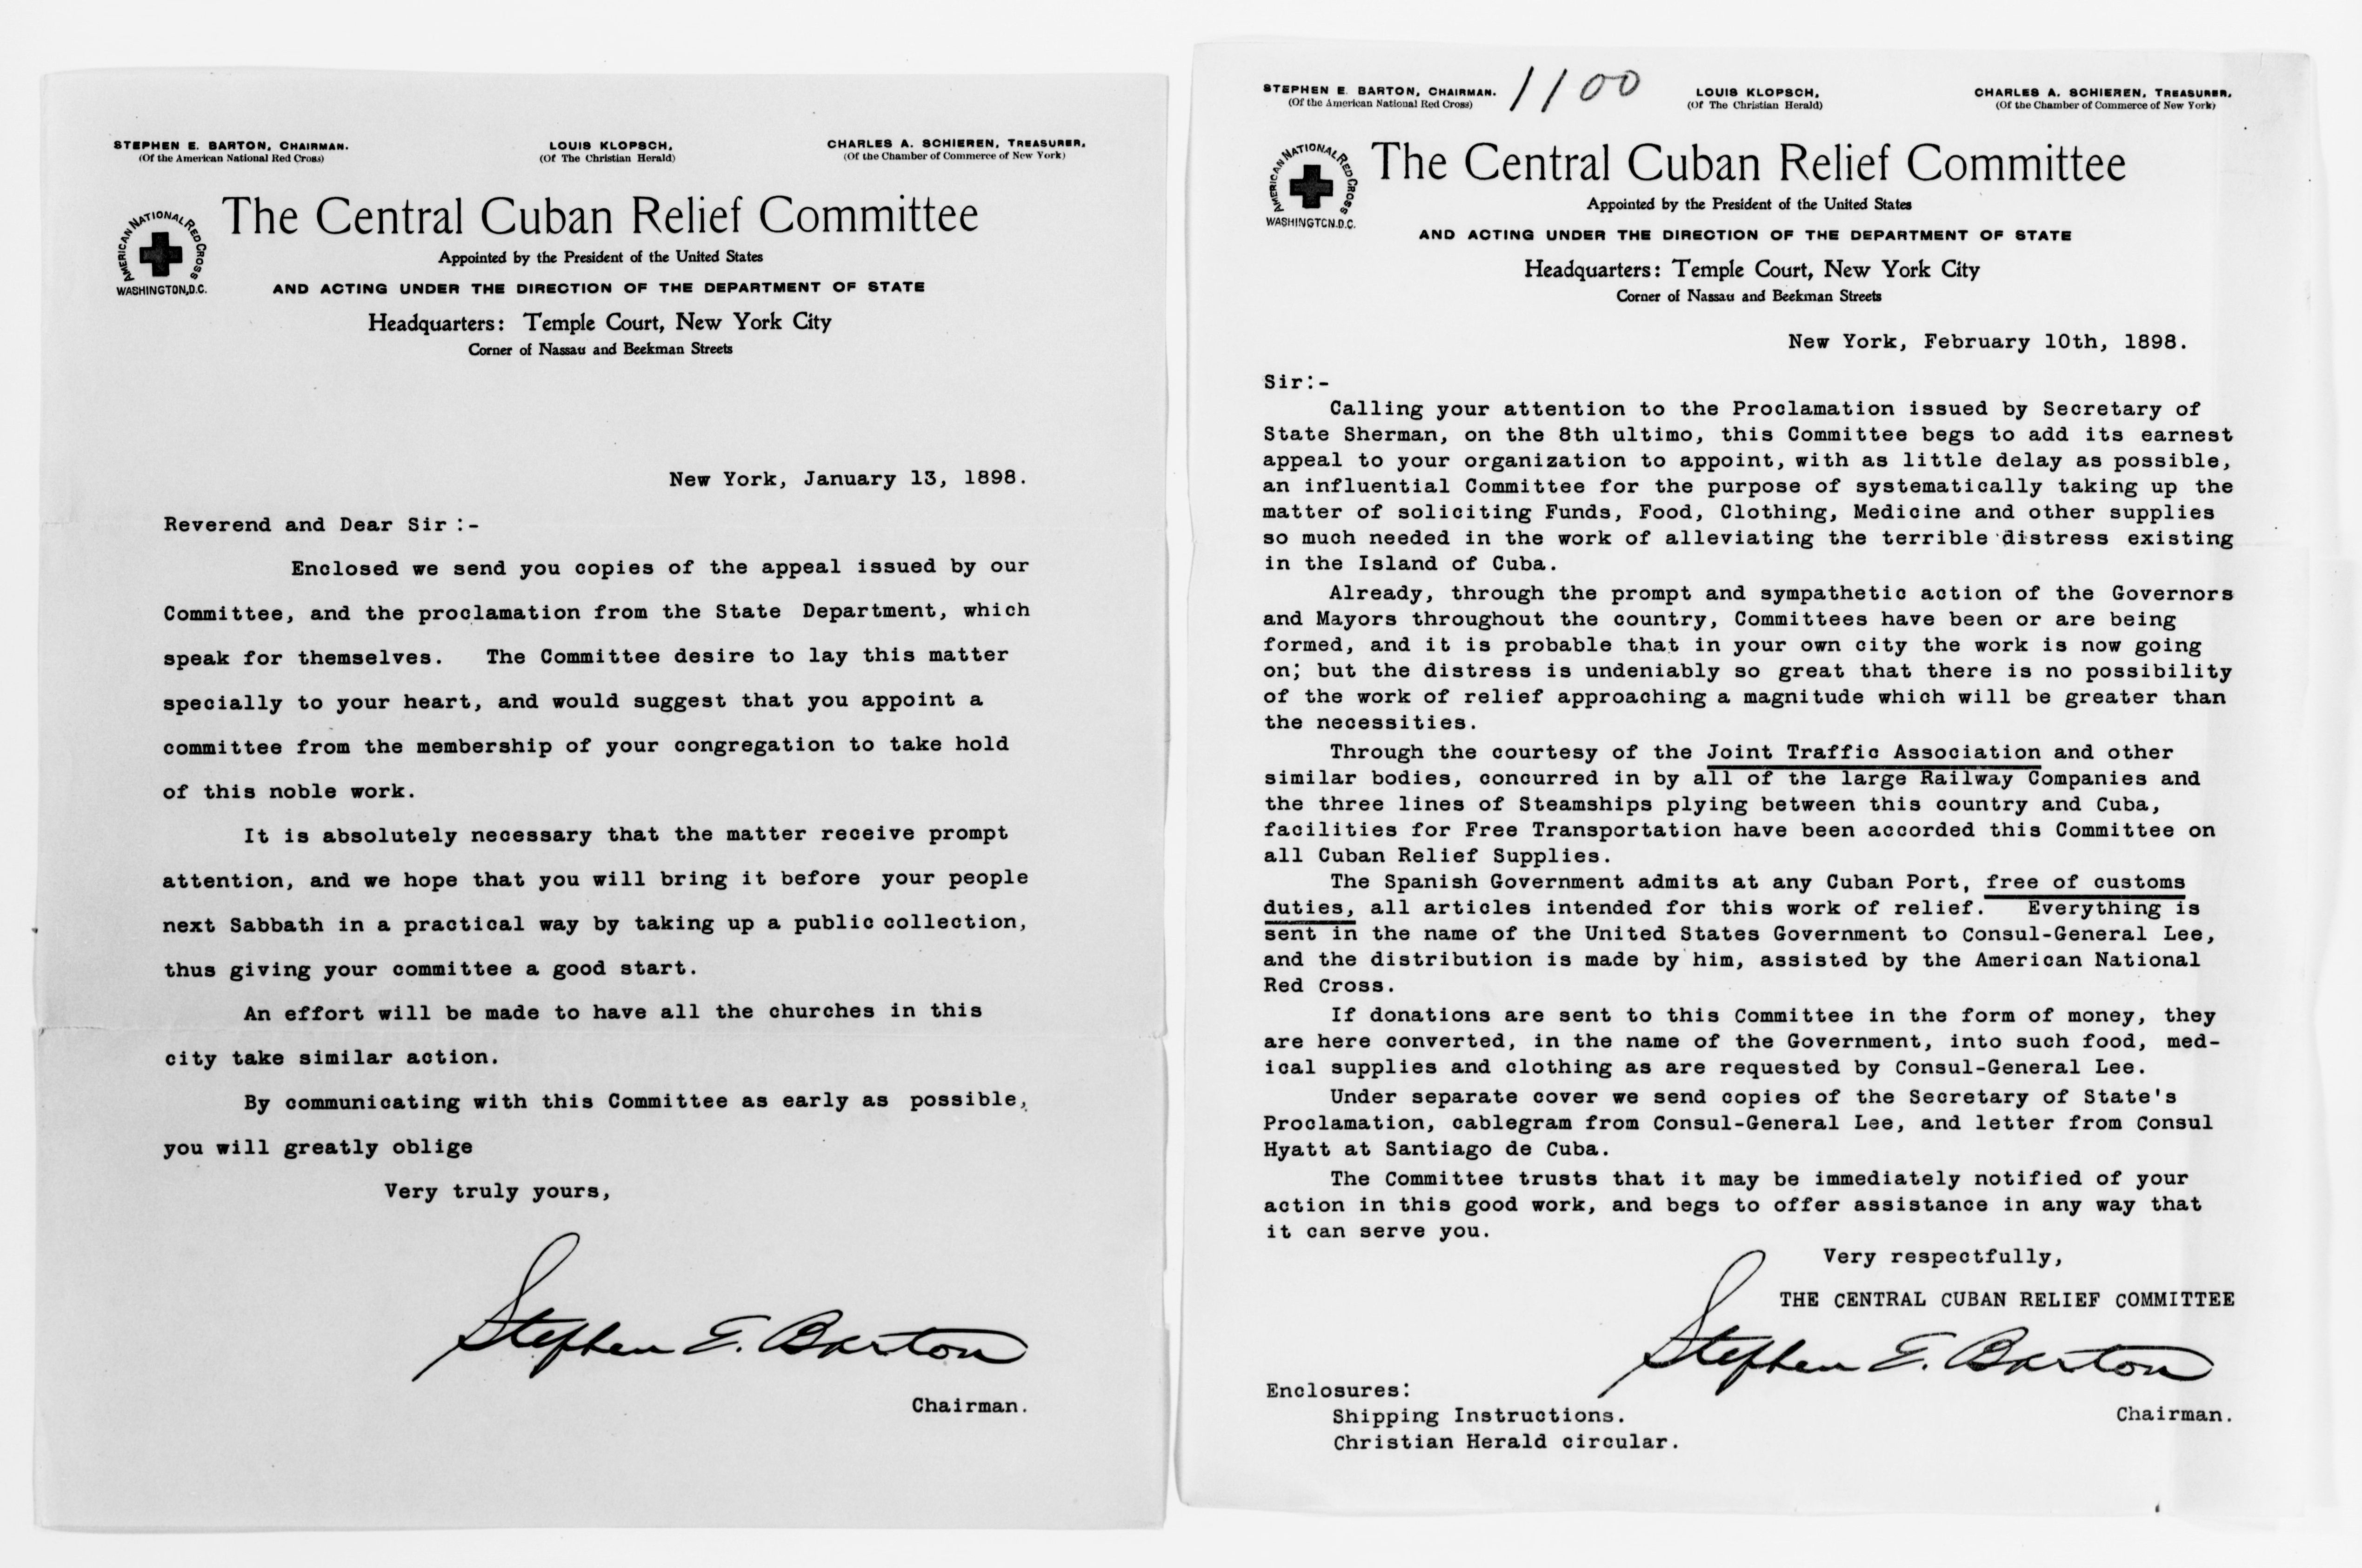 STEPHEN E. BARTON, CHAIRMAN.
(Of the American National Red Cross)
LOUIS KLOPSCH,
(Of The Christian Herald)
CHARLES A. SCHIEREN, TREASURER,
(Of the Chamber of Commerce of New York)
AMERICAN NATIONAL RED CROSS
WASHINGTON, D.C.
The Central Cuban Relief Committee
Appointed by the President of the United States
AND ACTING UNDER THE DIRECTION OF THE DEPARTMENT OF STATE
Headquarters: Temple Court, New York City
Corner of Nassau and Beekman Streets
New York, January 13, 1898.
Reverend and Dear Sir :-
Enclosed we send you copies of the appeal issued by our
Committee, and the proclamation from the State Department, which
speak for themselves. The Committee desire to lay this matter
specially to your heart, and would suggest that you appoint a
committee from the membership of your congregation to take hold
of this noble work.
It is absolutely necessary that the matter receive prompt
attention, and we hope that you will bring it before your people
next Sabbath in a practical way by taking up a public collection,
thus giving your committee a good start.
An effort will be made to have all the churches in this
city take similar action.
By communicating with this Committee as early as possible,
you will greatly oblige
Very truly yours,
Stephen E. Barton
Chairman.
STEPHEN E. BARTON, CHAIRMAN.
(Of the American National Red Cross)
1100
LOUIS KLOPSCH,
(Of The Christian Herald)
CHARLES A. SCHIEREN, TREASURER,
(Of the Chamber of Commerce of New York)
AMERICAN NATIONAL RED CROSS
WASHINGTON, D.C.
The Central Cuban Relief Committee
Appointed by the President of the United States
AND ACTING UNDER THE DIRECTION OF THE DEPARTMENT OF STATE
Headquarters: Temple Court, New York City
Corner of Nassau and Beekman Streets
New York, February 10th, 1898.
Sir:-
Calling your attention to the Proclamation issued by Secretary of
State Sherman, on the 8th ultimo, this Committee begs to add its earnest
appeal to your organization to appoint, with as little delay as possible,
an influential Committee for the purpose of systematically taking up the
matter of soliciting Funds, Food, Clothing, Medicine and other supplies
so much needed in the work of alleviating the terrible distress existing
in the Island of Cuba.
Already, through the prompt and sympathetic action of the Governors
and Mayors throughout the country, Committees have been or are being
formed, and it is probable that in your own city the work is now going
on; but the distress is undeniably so great that there is no possibility
of the work of relief approaching a magnitude which will be greater than
the necessities.
Through the courtesy of the Joint Traffic Association and other
similar bodies, concurred in by all of the large Railway Companies and
the three lines of Steamships plying between this country and Cuba,
facilities for Free Transportation have been accorded this Committee on
all Cuban Relief Supplies.
The Spanish Government admits at any Cuban Port, free of customs
duties, all articles intended for this work of relief. Everything is
sent in the name of the United States Government to Consul-General Lee,
and the distribution is made by him, assisted by the American National
Red Cross.
If donations are sent to this Committee in the form of money, they
are here converted, in the name of the Government, into such food, med-
ical supplies and clothing as are requested by Consul-General Lee.
Under separate cover we send copies of the Secretary of State's
Proclamation, cablegram from Consul-General Lee, and letter from Consul
Hyatt at Santiago de Cuba.
The Committee trusts that it may be immediately notified of your
action in this good work, and begs to offer assistance in any way that
it can serve you.
Very respectfully,
THE CENTRAL CUBAN RELIEF COMMITTEE
Stephen E. Barton
Chairman.
Enclosures:
Shipping Instructions.
Christian Herald circular.